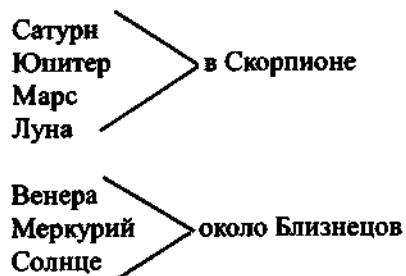 Сатурн
Юпитер
в Скорпионе
Марс
Луна
Венера
Меркурий
около Близнецов
Солнце